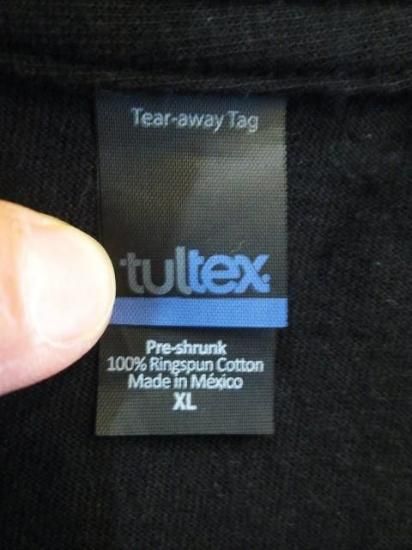 Tear-away Tag
tultex
Pre-shrunk
100% Ringspun Cotton
Made in México
XL